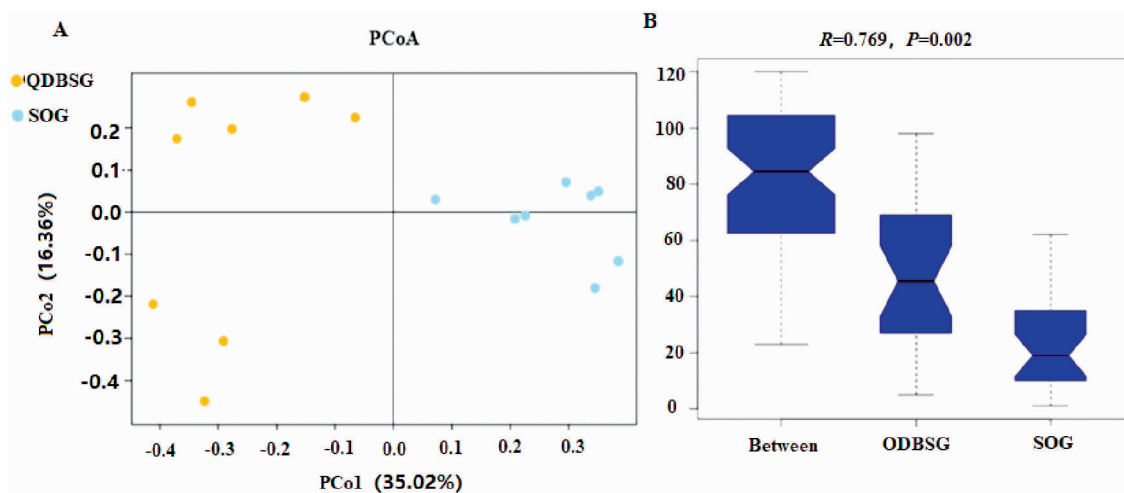 A
PCoA
QDBSG
SOG
PCo2 (16.36%)
0.2
0.1
0.0
-0.1
-0.2
-0.3
-0.4
-0.4 -0.3 -0.2 -0.1 0.0 0.1 0.2 0.3
PCo1 (35.02%)
B
R=0.769, P=0.002
120
100
80
60
40
20
0
Between ODBSG SOG